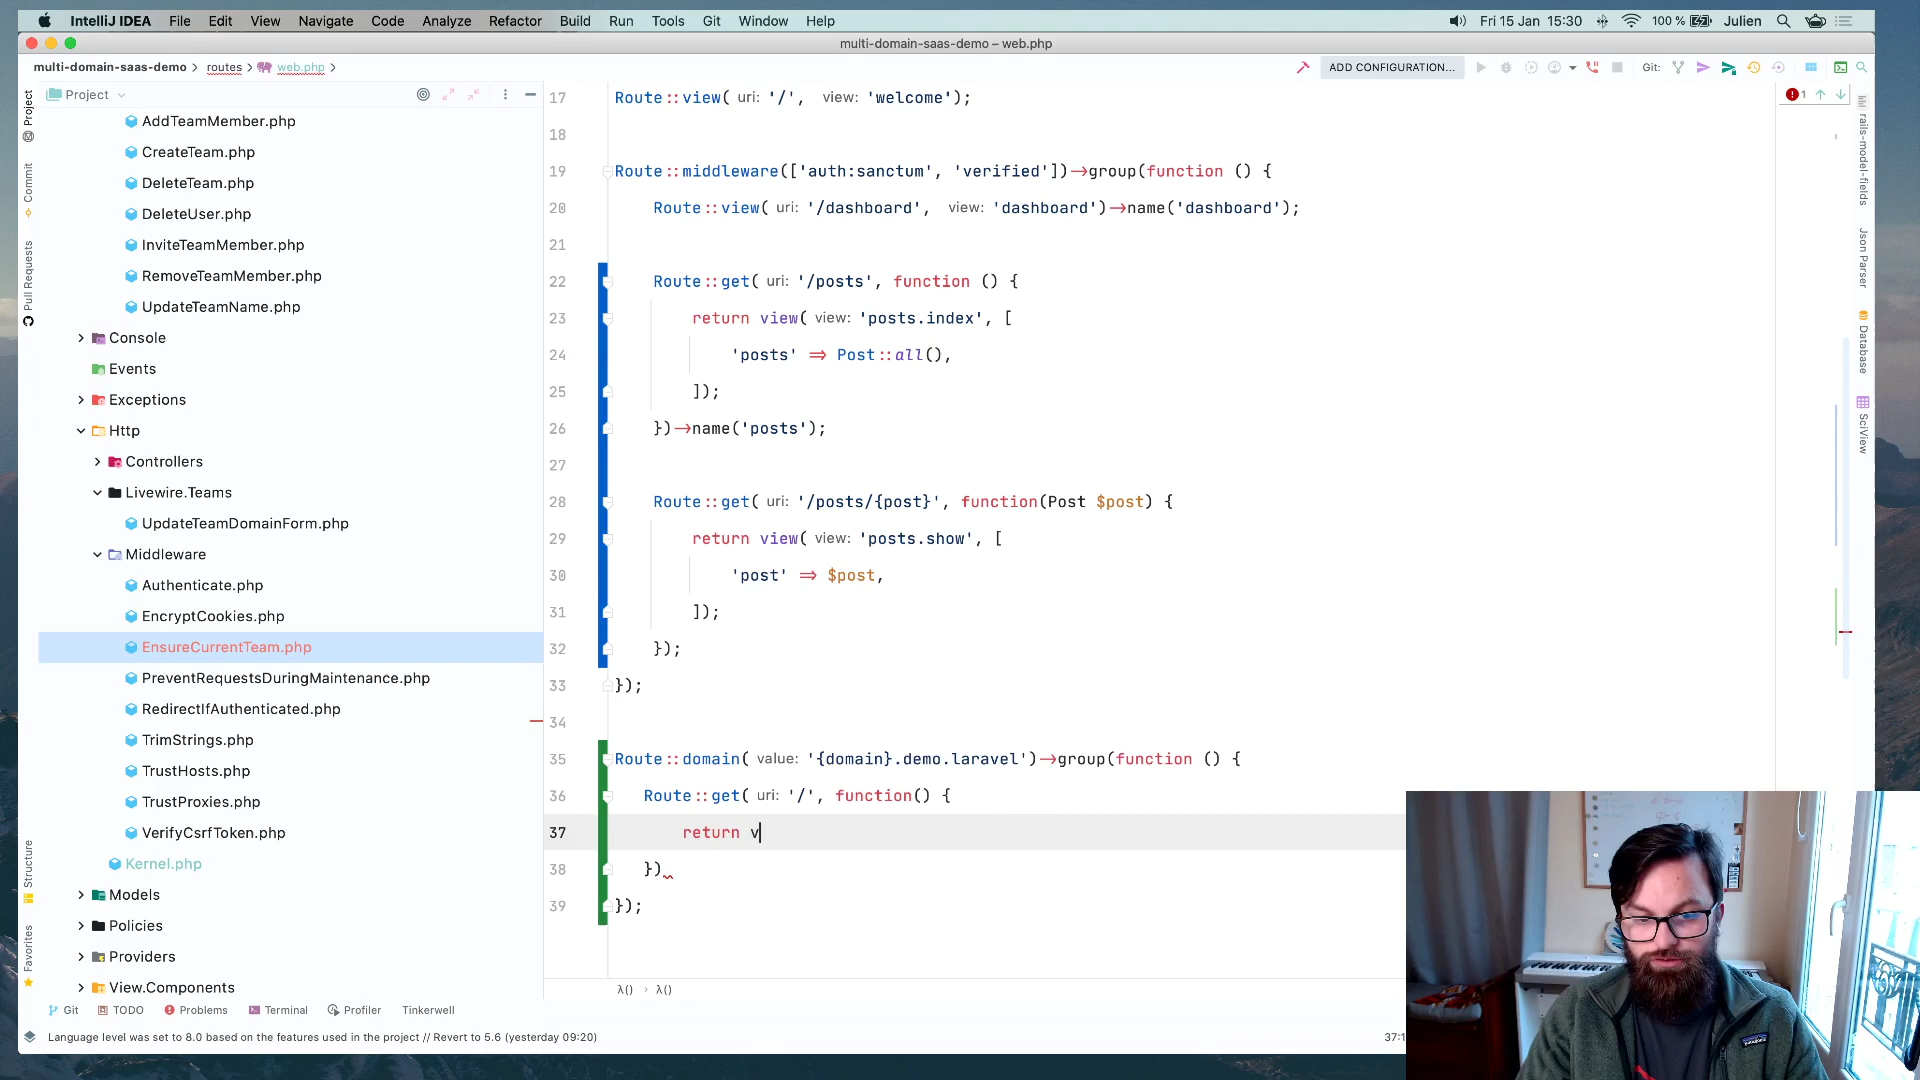 IntelliJ IDEA File Edit View Navigate Code Analyze Refactor Build Run Tools Git Window Help Fri 15 Jan 15:30 100 % Julien
multi-domain-saas-demo – web.php
multi-domain-saas-demo routes web.php ADD CONFIGURATION... Git:
Project
AddTeamMember.php
CreateTeam.php
DeleteTeam.php
DeleteUser.php
InviteTeamMember.php
RemoveTeamMember.php
UpdateTeamName.php
Console
Events
Exceptions
Http
Controllers
Livewire.Teams
UpdateTeamDomainForm.php
Middleware
Authenticate.php
EncryptCookies.php
EnsureCurrentTeam.php
PreventRequestsDuringMaintenance.php
RedirectIfAuthenticated.php
TrimStrings.php
TrustHosts.php
TrustProxies.php
VerifyCsrfToken.php
Kernel.php
Models
Policies
Providers
View.Components
Project
Commit
Pull Requests
Structure
Favorites
17 Route::view( uri: '/', view: 'welcome');
18
19 Route::middleware(['auth:sanctum', 'verified'])->group(function () {
20 Route::view( uri: '/dashboard', view: 'dashboard')->name('dashboard');
21
22 Route::get( uri: '/posts', function () {
23 return view( view: 'posts.index', [
24 'posts' => Post::all(),
25 ]);
26 })->name('posts');
27
28 Route::get( uri: '/posts/{post}', function(Post $post) {
29 return view( view: 'posts.show', [
30 'post' => $post,
31 ]);
32 });
33 });
34
35 Route::domain( value: '{domain}.demo.laravel')->group(function () {
36 Route::get( uri: '/', function() {
37 return v
38 })
39 });
λ() › λ()
1
rails-model-fields
Json Parser
Database
SciView
Git TODO Problems Terminal Profiler Tinkerwell
Language level was set to 8.0 based on the features used in the project // Revert to 5.6 (yesterday 09:20) 37:1
patagonia